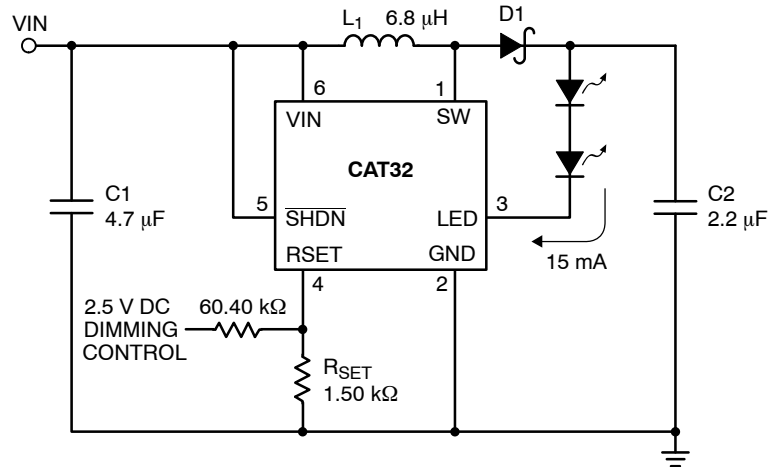 VIN
L1 6.8 μH
D1
6
1
VIN
SW
CAT32
C1
4.7 μF
5
SHDN
LED
3
C2
2.2 μF
RSET
GND
15 mA
4
2
2.5 V DC
DIMMING
CONTROL
60.40 kΩ
RSET
1.50 kΩ